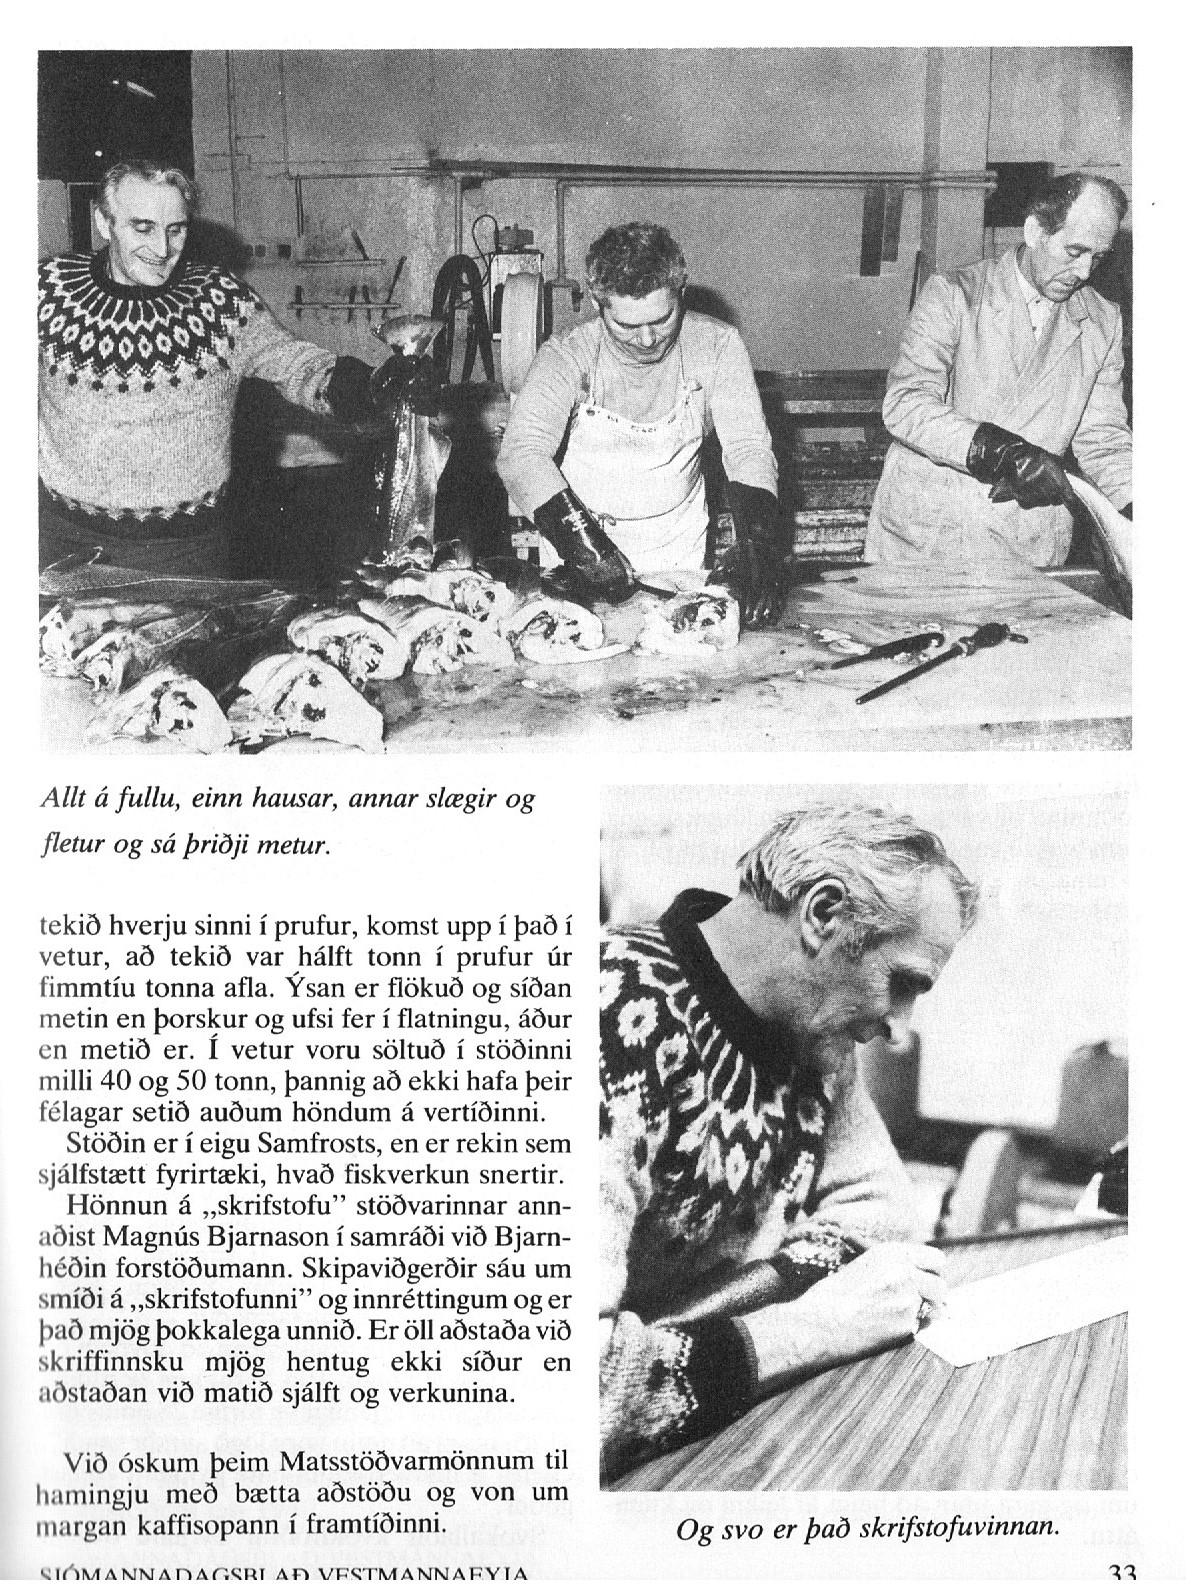 Allt á fullu, einn hausar, annar slægir og
fletur og sá þriðji metur.
tekið hverju sinni í prufur, komst upp í það í
vetur, að tekið var hálft tonn í prufur úr
fimmtíu tonna afla. Ýsan er flökuð og síðan
metin en þorskur og ufsi fer í flatningu, áður
en metið er. Í vetur voru söltuð í stöðinni
milli 40 og 50 tonn, þannig að ekki hafa þeir
félagar setið auðum höndum á vertíðinni.
Stöðin er í eigu Samfrosts, en er rekin sem
sjálfstætt fyrirtæki, hvað fiskverkun snertir.
Hönnun á „skrifstofu” stöðvarinnar ann-
aðist Magnús Bjarnason í samráði við Bjarn-
héðin forstöðumann. Skipaviðgerðir sáu um
smíði á „skrifstofunni” og innréttingum og er
það mjög þokkalega unnið. Er öll aðstaða við
skriffinnsku mjög hentug ekki síður en
aðstaðan við matið sjálft og verkunina.
Við óskum þeim Matsstöðvarmönnum til
hamingju með bætta aðstöðu og von um
margan kaffisopann í framtíðinni.
Og svo er það skrifstofuvinnan.
SJÓMANNADAGSBLAÐ VESTMANNAEYJA
33